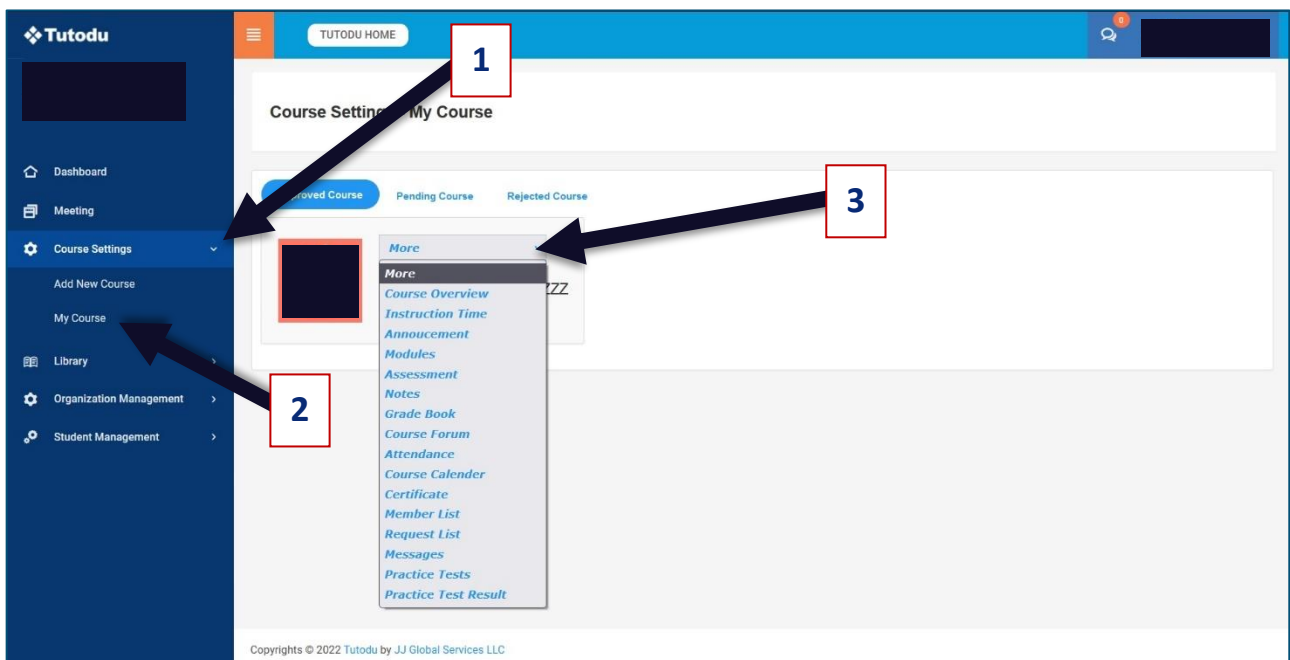 Tutodu
TUTODU HOME
0
1
Course Settin My Course
Dashboard
Meeting
Course Settings
Add New Course
My Course
Library
Organization Management
Student Management
2
roved Course Pending Course Rejected Course
3
More
More
Course Overview
ZZZ
Instruction Time
Annoucement
Modules
Assessment
Notes
Grade Book
Course Forum
Attendance
Course Calender
Certificate
Member List
Request List
Messages
Practice Tests
Practice Test Result
Copyrights © 2022 Tutodu by JJ Global Services LLC